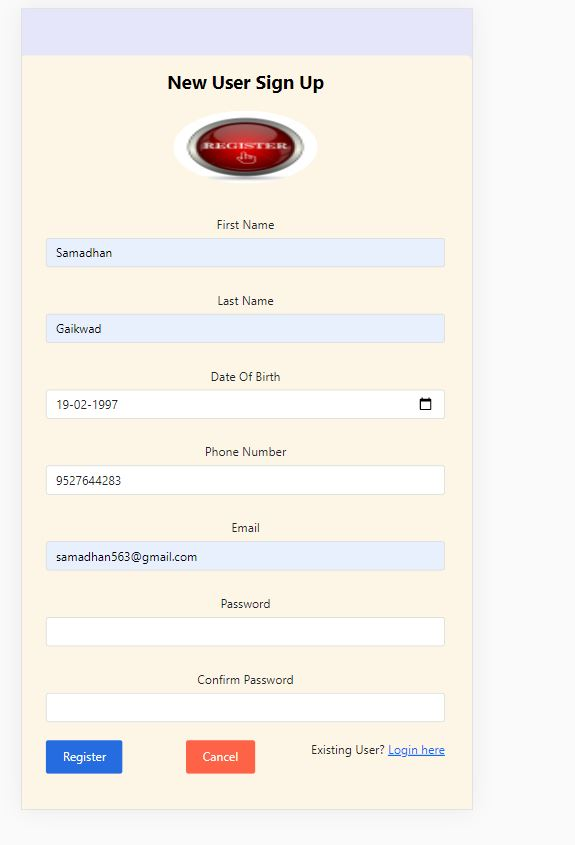 New User Sign Up
REGISTER
First Name
Samadhan
Last Name
Gaikwad
Date Of Birth
19-02-1997
Phone Number
9527644283
Email
samadhan563@gmail.com
Password
Confirm Password
Register Cancel Existing User? Login here